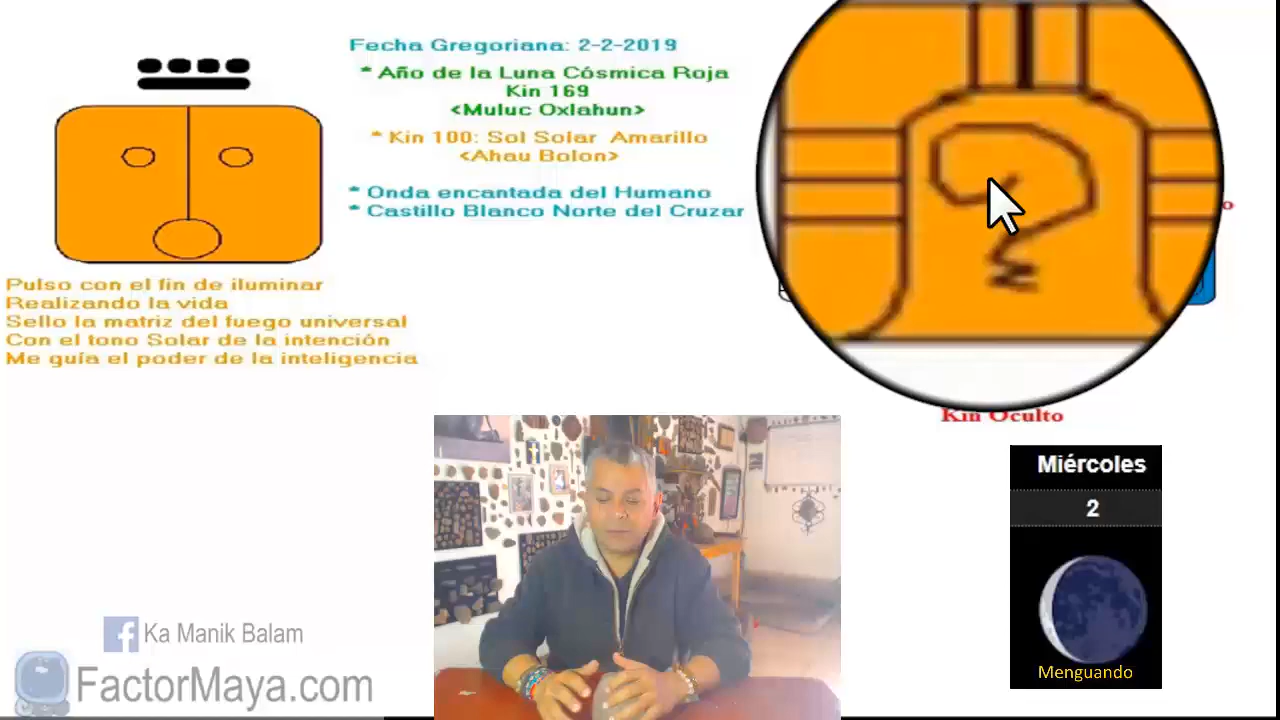 Fecha Gregoriana: 2-2-2019
* Año de la Luna Cósmica Roja
Kin 169
<Muluc Oxlahun>
* Kin 100: Sol Solar Amarillo
<Ahau Bolon>
* Onda encantada del Humano
* Castillo Blanco Norte del Cruzar
Pulso con el fin de iluminar
Realizando la vida
Sello la matriz del fuego universal
Con el tono Solar de la intención
Me guía el poder de la inteligencia
Kin Oculto
Miércoles
2
Menguando
Ka Manik Balam
FactorMaya.com